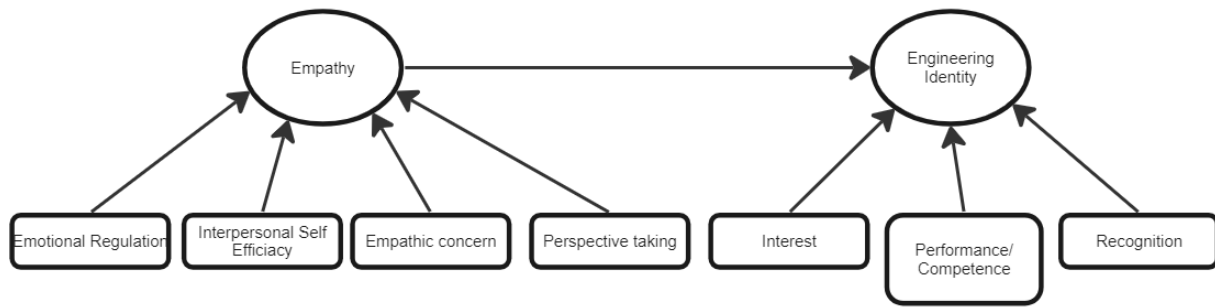 Empathy
Engineering
Identity
Emotional Regulation
Interpersonal Self
Efficiacy
Empathic concern
Perspective taking
Interest
Performance/
Competence
Recognition